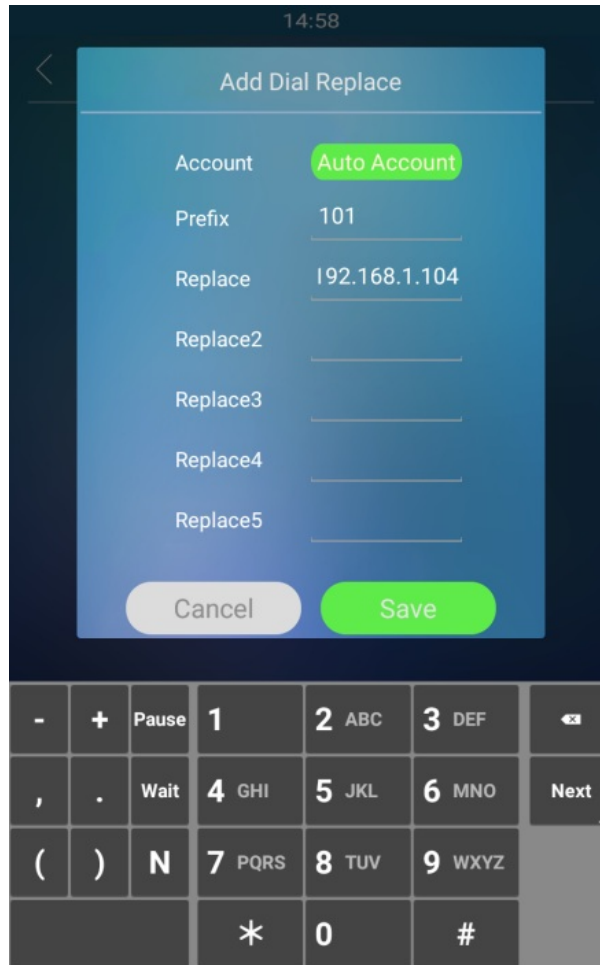 14:58
Add Dial Replace
Account Auto Account
Prefix 101
Replace 192.168.1.104
Replace2
Replace3
Replace4
Replace5
Cancel Save
- + Pause 1 2 ABC 3 DEF
, . Wait 4 GHI 5 JKL 6 MNO Next
( ) N 7 PQRS 8 TUV 9 WXYZ
* 0 #